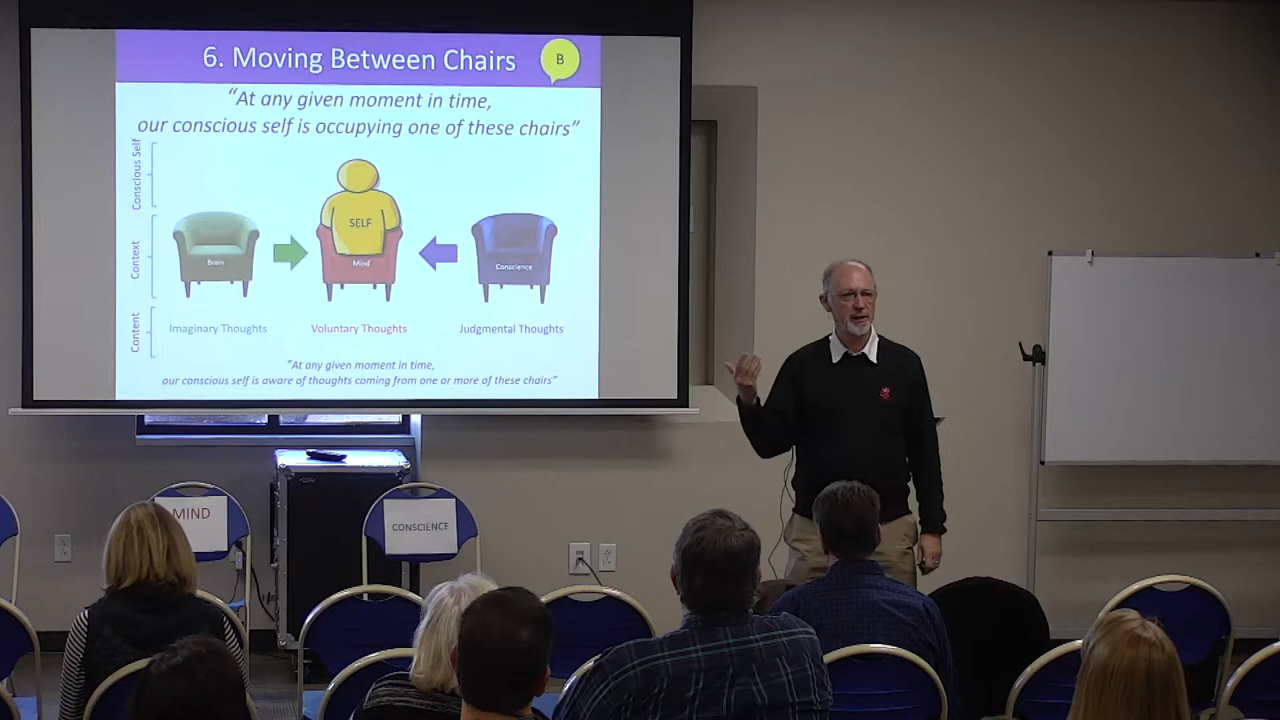 6. Moving Between Chairs
B
“At any given moment in time,
our conscious self is occupying one of these chairs”
Conscious Self
Context
Content
SELF
Brain
Mind
Conscience
Imaginary Thoughts
Voluntary Thoughts
Judgmental Thoughts
“At any given moment in time,
our conscious self is aware of thoughts coming from one or more of these chairs”
MIND
CONSCIENCE